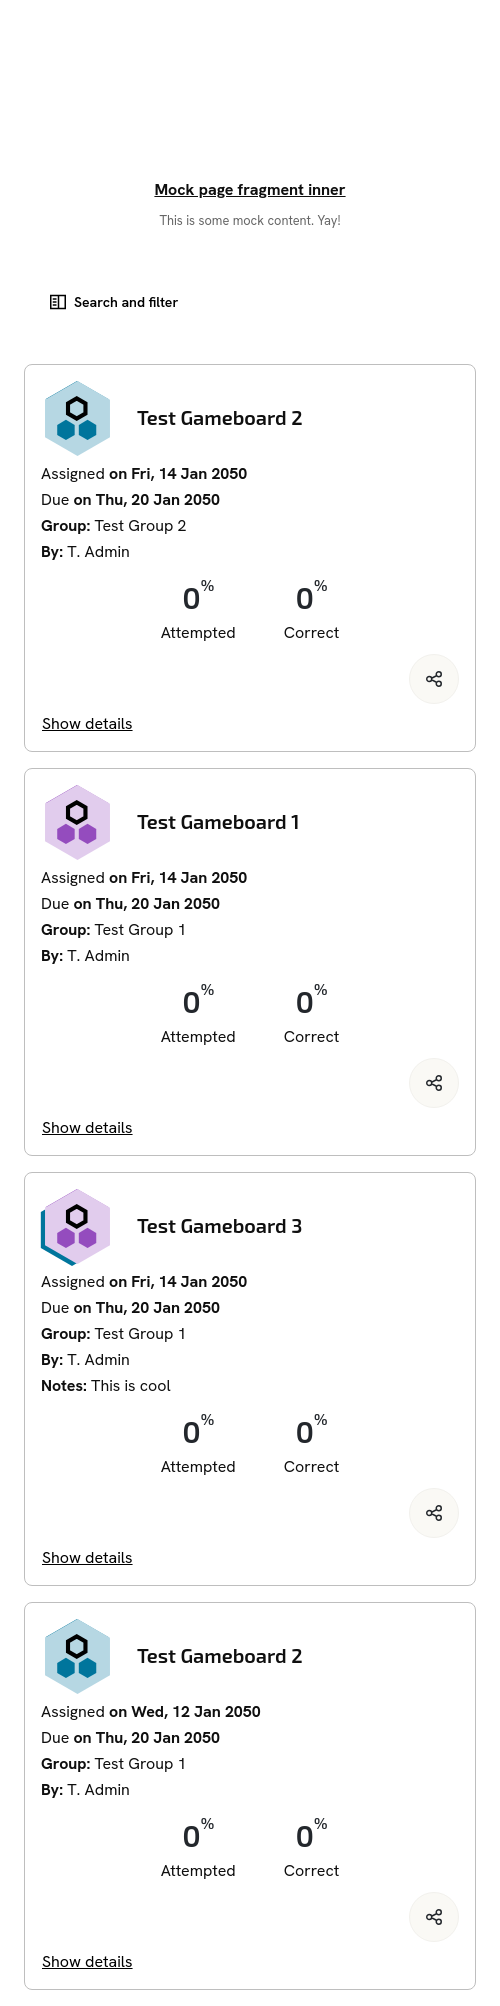 Mock page fragment inner
This is some mock content. Yay!
Search and filter
Test Gameboard 2
Assigned on Fri, 14 Jan 2050
Due on Thu, 20 Jan 2050
Group: Test Group 2
By: T. Admin
0% 0%
Attempted Correct
Show details
Test Gameboard 1
Assigned on Fri, 14 Jan 2050
Due on Thu, 20 Jan 2050
Group: Test Group 1
By: T. Admin
0% 0%
Attempted Correct
Show details
Test Gameboard 3
Assigned on Fri, 14 Jan 2050
Due on Thu, 20 Jan 2050
Group: Test Group 1
By: T. Admin
Notes: This is cool
0% 0%
Attempted Correct
Show details
Test Gameboard 2
Assigned on Wed, 12 Jan 2050
Due on Thu, 20 Jan 2050
Group: Test Group 1
By: T. Admin
0% 0%
Attempted Correct
Show details